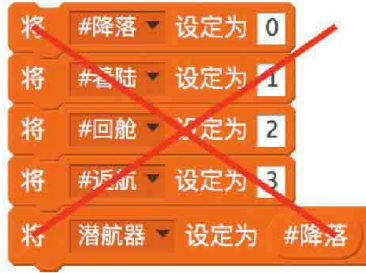 将 #降落 设定为 0
将 #着陆 设定为 1
将 #回舱 设定为 2
将 #返航 设定为 3
将 潜航器 设定为 #降落